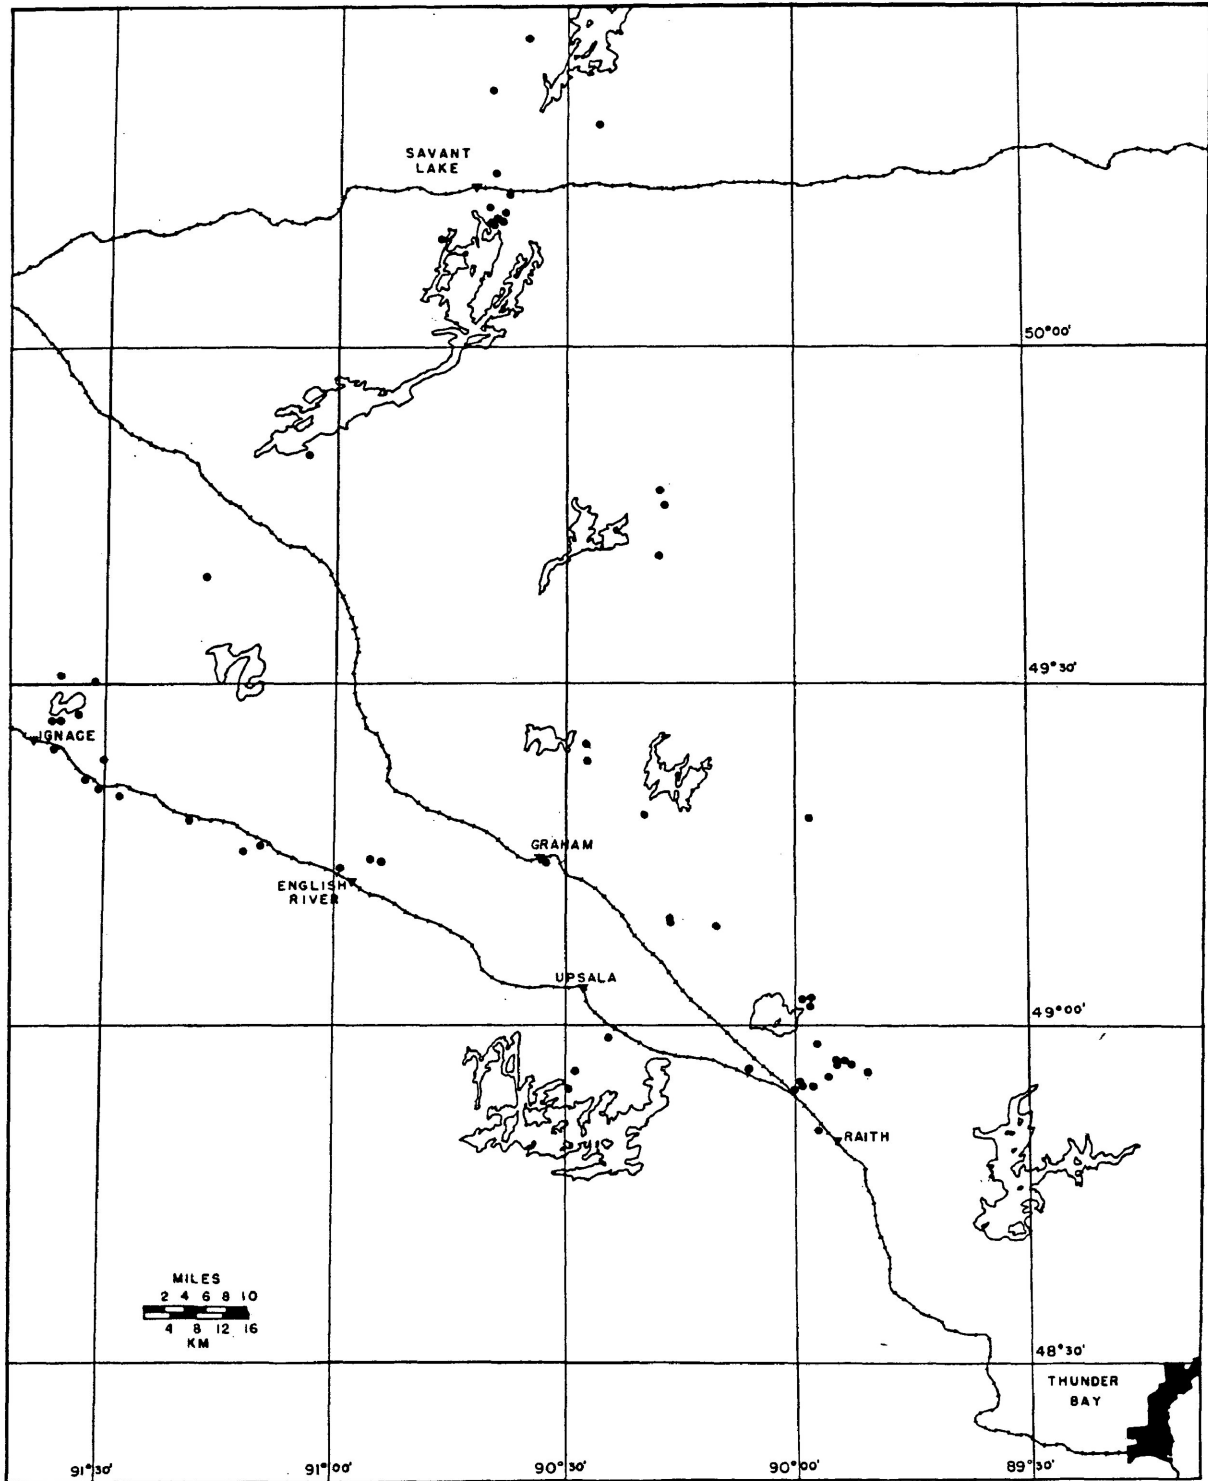 SAVANT
LAKE
50°00'
49°30'
IGNAGE
GRAHAM
ENGLISH
RIVER
UPSALA
49°00'
RAITH
MILES
2 4 6 8 10
4 8 12 16
KM
48°30'
THUNDER
BAY
91°30' 91°00' 90°30' 90°00' 89°30'